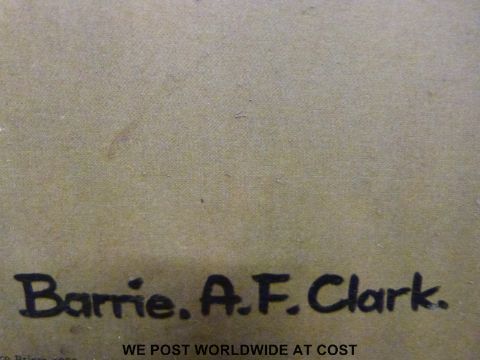 Barrie. A.F. Clark.
WE POST WORLDWIDE AT COST